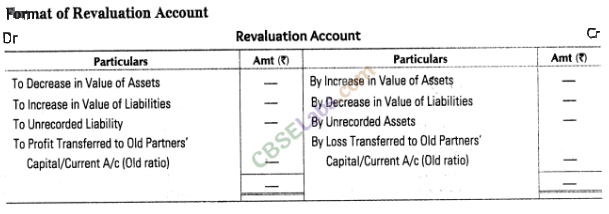 Format of Revaluation Account
Dr Revaluation Account Cr
Particulars Amt (₹) Particulars Amt (₹)
To Decrease in Value of Assets — By Increase in Value of Assets —
To Increase in Value of Liabilities — By Decrease in Value of Liabilities —
To Unrecorded Liability — By Unrecorded Assets —
To Profit Transferred to Old Partners' By Loss Transferred to Old Partners'
Capital/Current A/c (Old ratio) — Capital/Current A/c (Old ratio) —
— —
CBSELabs.com